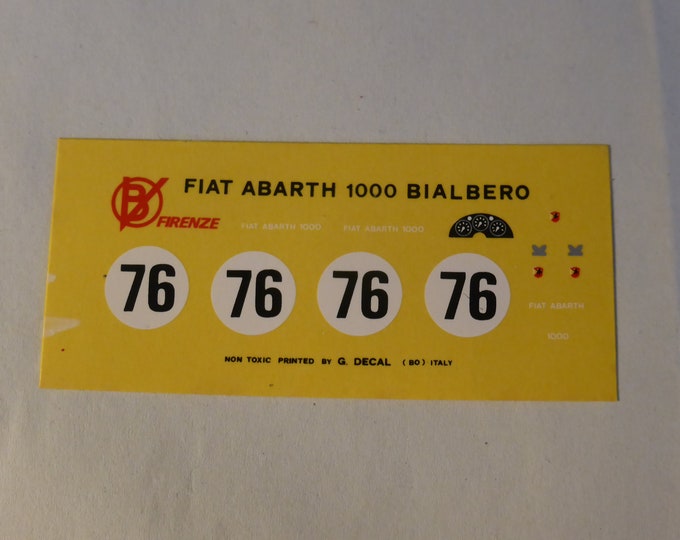 FIAT ABARTH 1000 BIALBERO
BV
FIRENZE
FIAT ABARTH 1000
FIAT ABARTH 1000
76
76
76
76
FIAT ABARTH
1000
NON TOXIC PRINTED BY G. DECAL (BO) ITALY